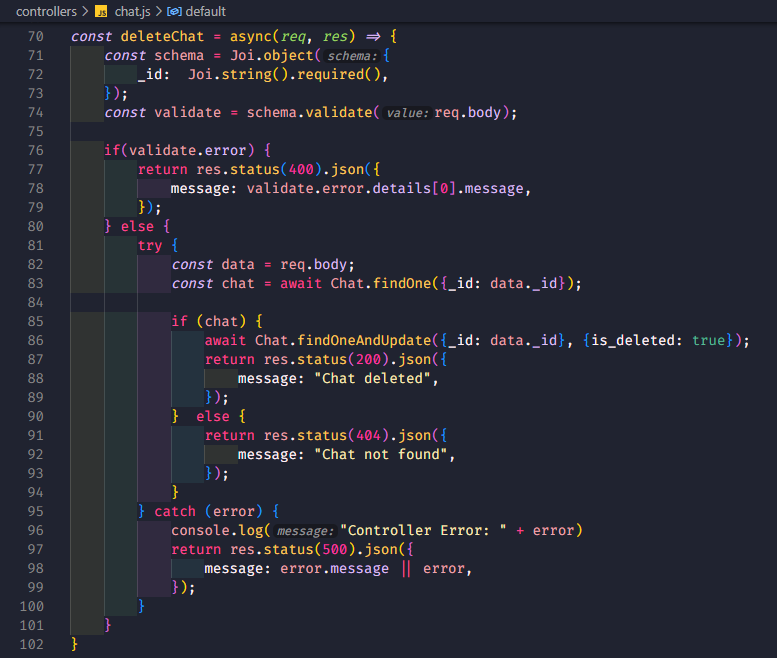 controllers > JS chat.js > default
70 const deleteChat = async(req, res) => {
71 const schema = Joi.object( schema: {
72 _id: Joi.string().required(),
73 });
74 const validate = schema.validate( value: req.body);
75
76 if(validate.error) {
77 return res.status(400).json({
78 message: validate.error.details[0].message,
79 });
80 } else {
81 try {
82 const data = req.body;
83 const chat = await Chat.findOne({_id: data._id});
84
85 if (chat) {
86 await Chat.findOneAndUpdate({_id: data._id}, {is_deleted: true});
87 return res.status(200).json({
88 message: "Chat deleted",
89 });
90 } else {
91 return res.status(404).json({
92 message: "Chat not found",
93 });
94 }
95 } catch (error) {
96 console.log( message: "Controller Error: " + error)
97 return res.status(500).json({
98 message: error.message || error,
99 });
100 }
101 }
102 }